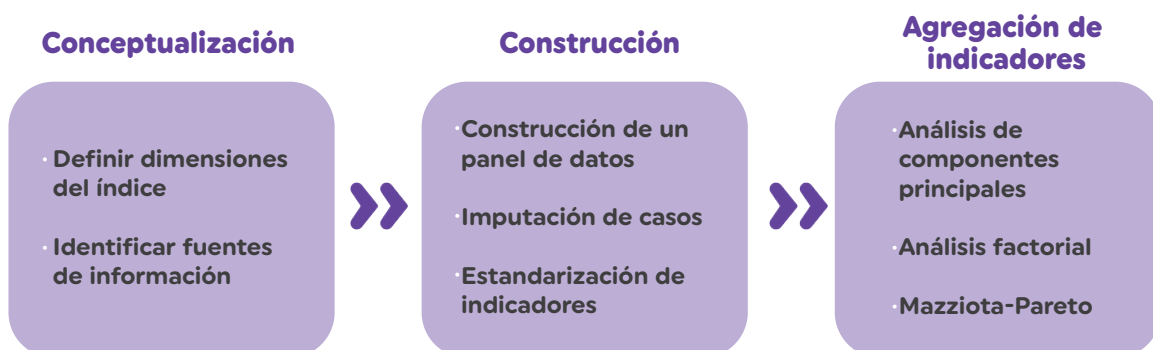 Conceptualización
· Definir dimensiones
del índice
· Identificar fuentes
de información
Construcción
·Construcción de un
panel de datos
·Imputación de casos
·Estandarización de
indicadores
Agregación de
indicadores
·Análisis de
componentes
principales
·Análisis factorial
·Mazziota-Pareto